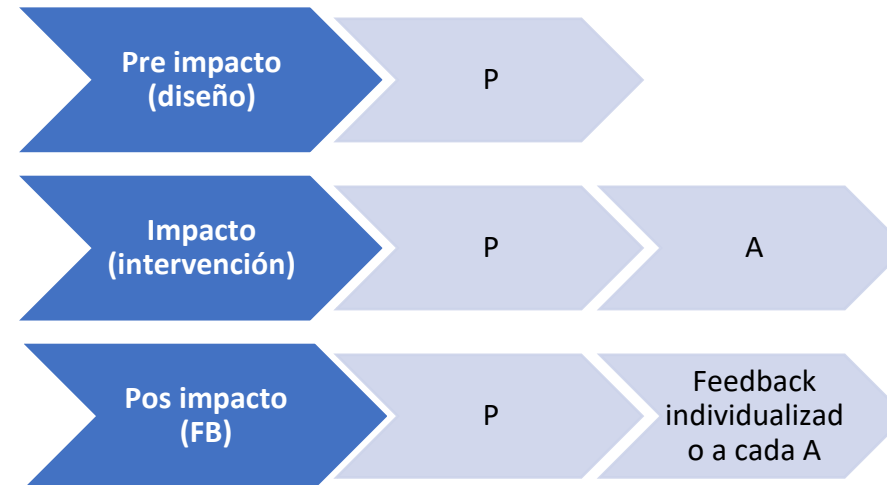 Pre impacto
(diseño)
P
Impacto
(intervención)
P
A
Pos impacto
(FB)
P
Feedback
individualizad
o a cada A